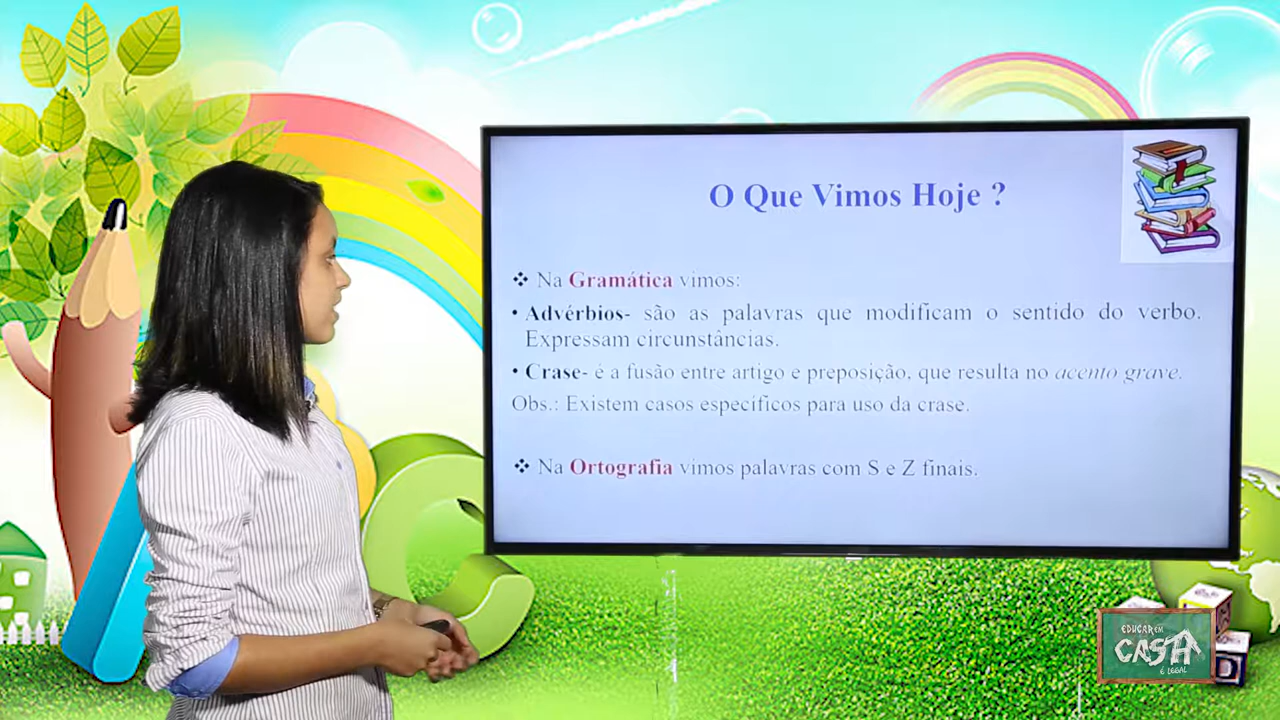 O Que Vimos Hoje ?
❖ Na Gramática vimos:
• Advérbios- são as palavras que modificam o sentido do verbo.
Expressam circunstâncias.
• Crase- é a fusão entre artigo e preposição, que resulta no acento grave.
Obs.: Existem casos específicos para uso da crase.
❖ Na Ortografia vimos palavras com S e Z finais.
EDUCAR EM
CASA
É LEGAL
D